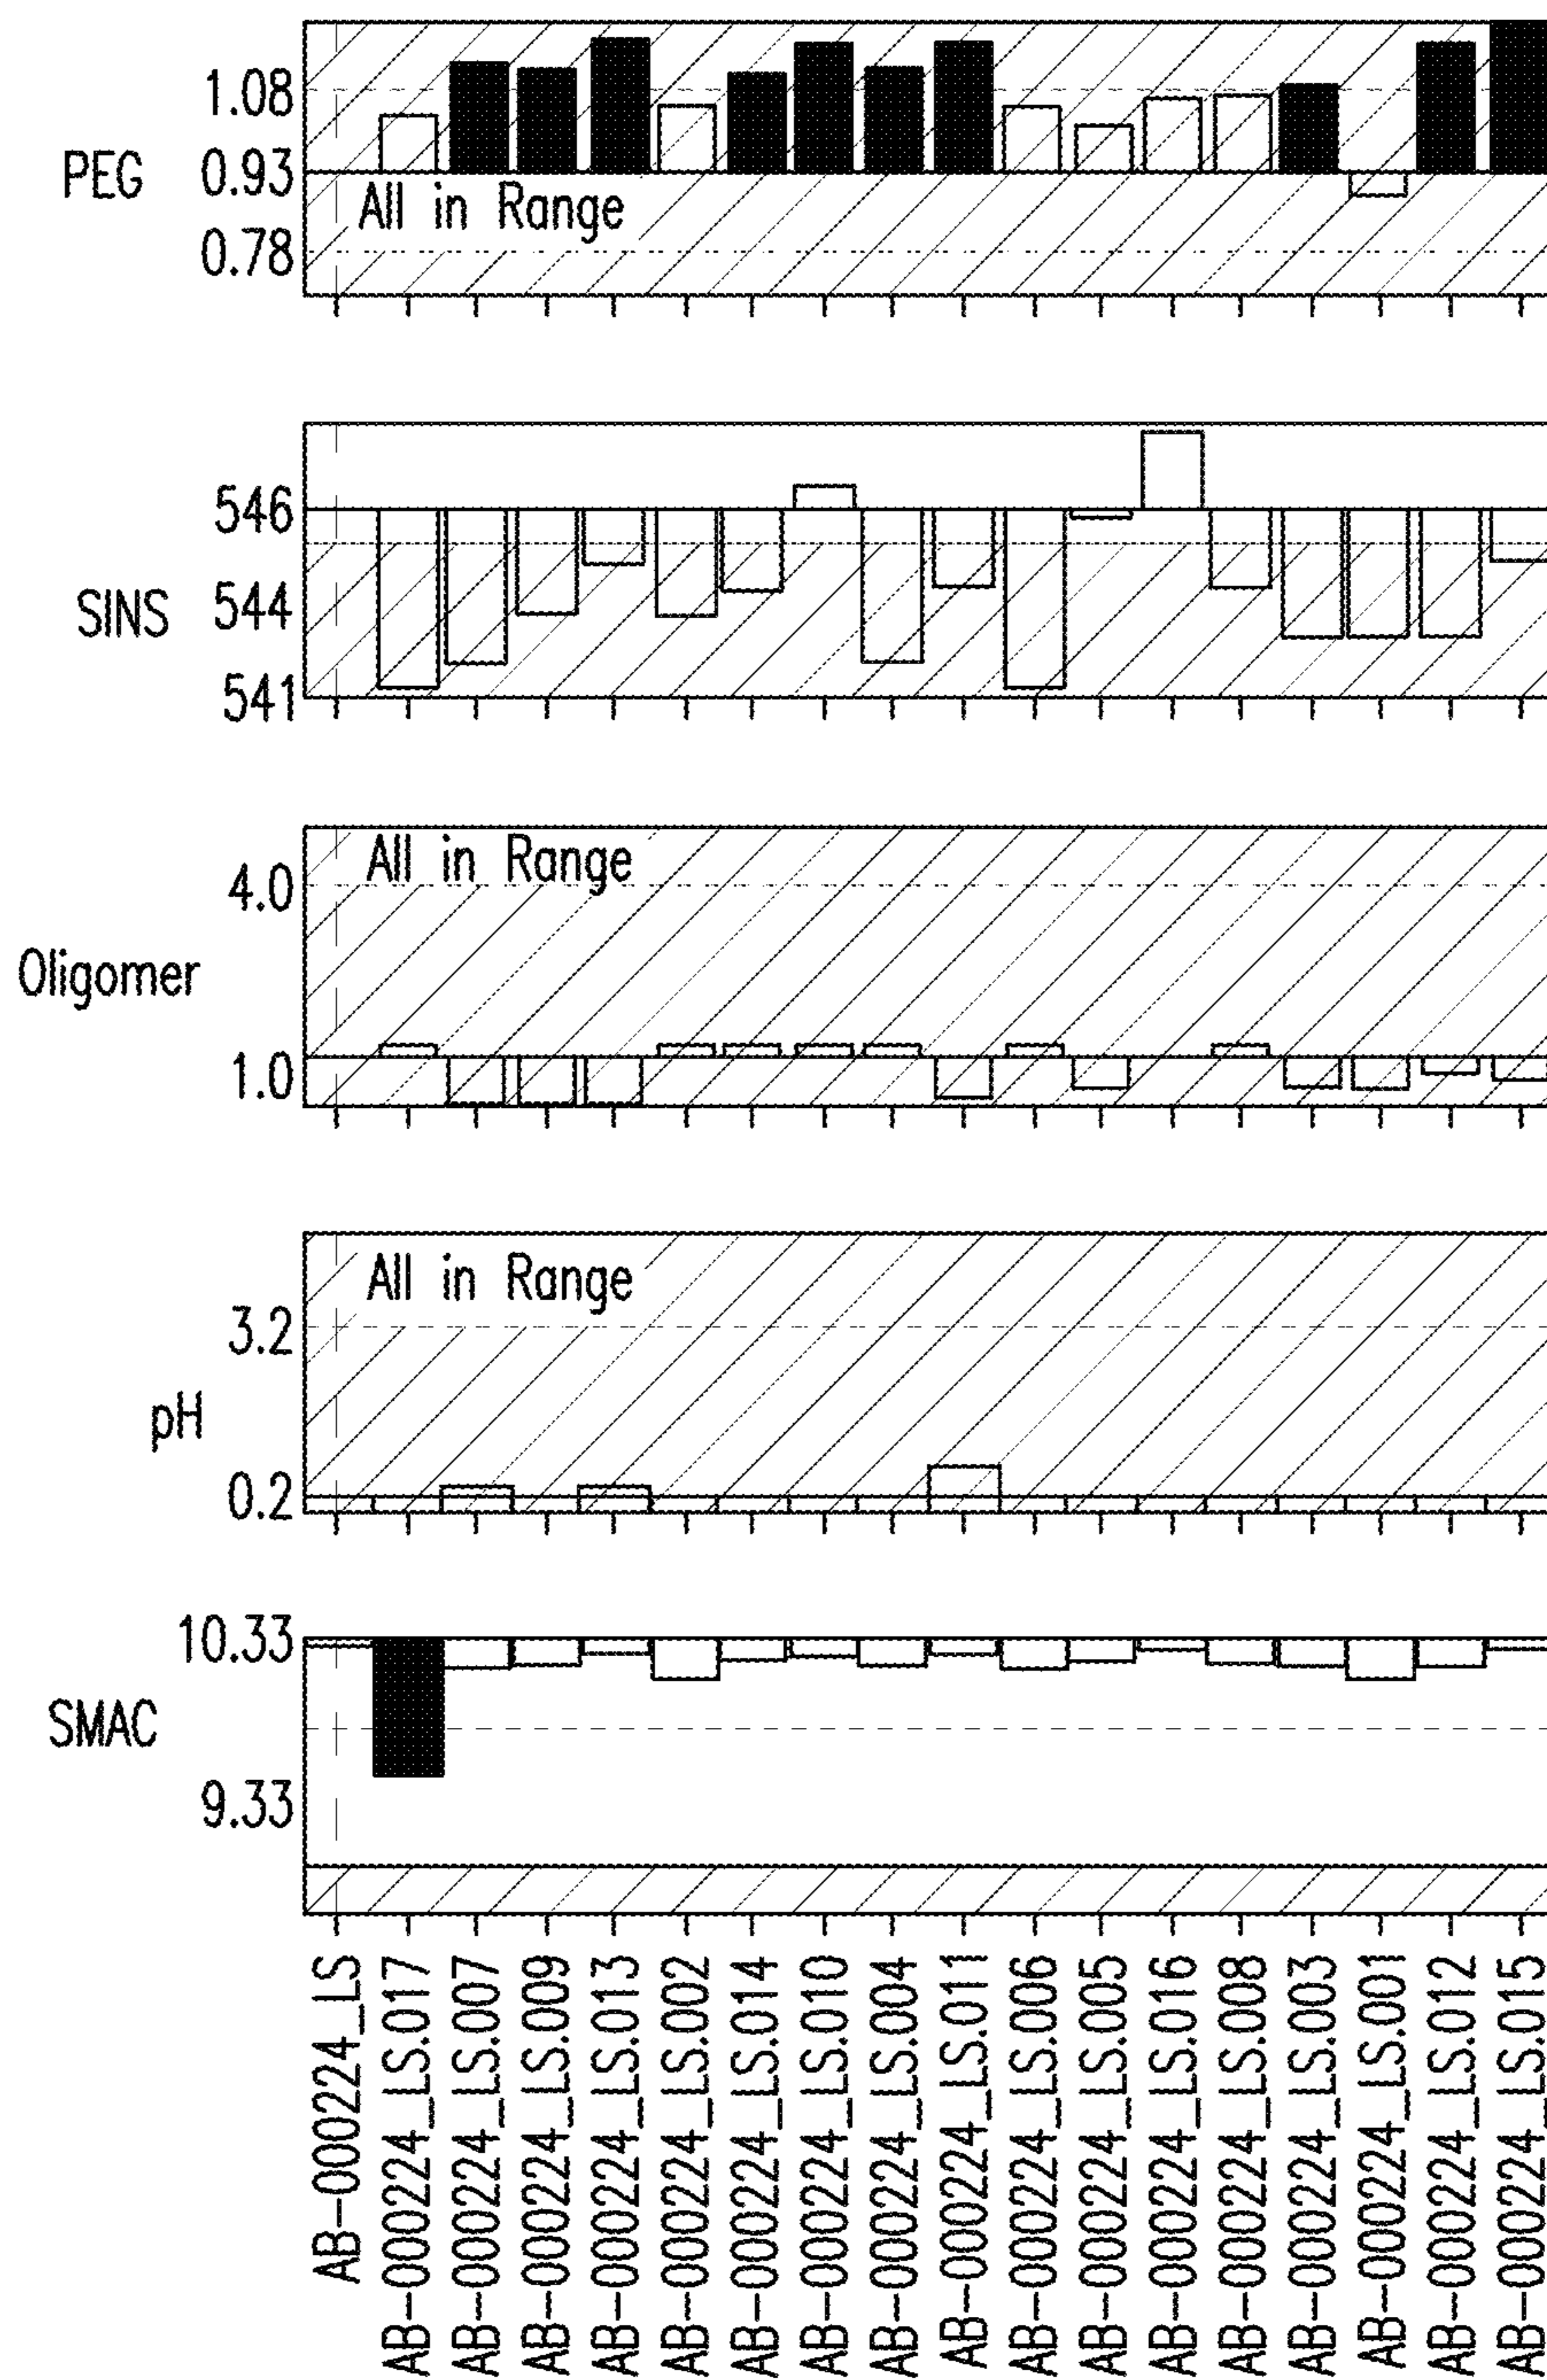 PEG
1.08
0.93
0.78
All in Range
SINS
546
544
541
Oligomer
4.0
1.0
All in Range
pH
3.2
0.2
All in Range
SMAC
10.33
9.33
AB-000224_LS
AB-000224_LS.017
AB-000224_LS.007
AB-000224_LS.009
AB-000224_LS.013
AB-000224_LS.002
AB-000224_LS.014
AB-000224_LS.010
AB-000224_LS.004
AB-000224_LS.011
AB-000224_LS.006
AB-000224_LS.005
AB-000224_LS.016
AB-000224_LS.008
AB-000224_LS.003
AB-000224_LS.001
AB-000224_LS.012
AB-000224_LS.015